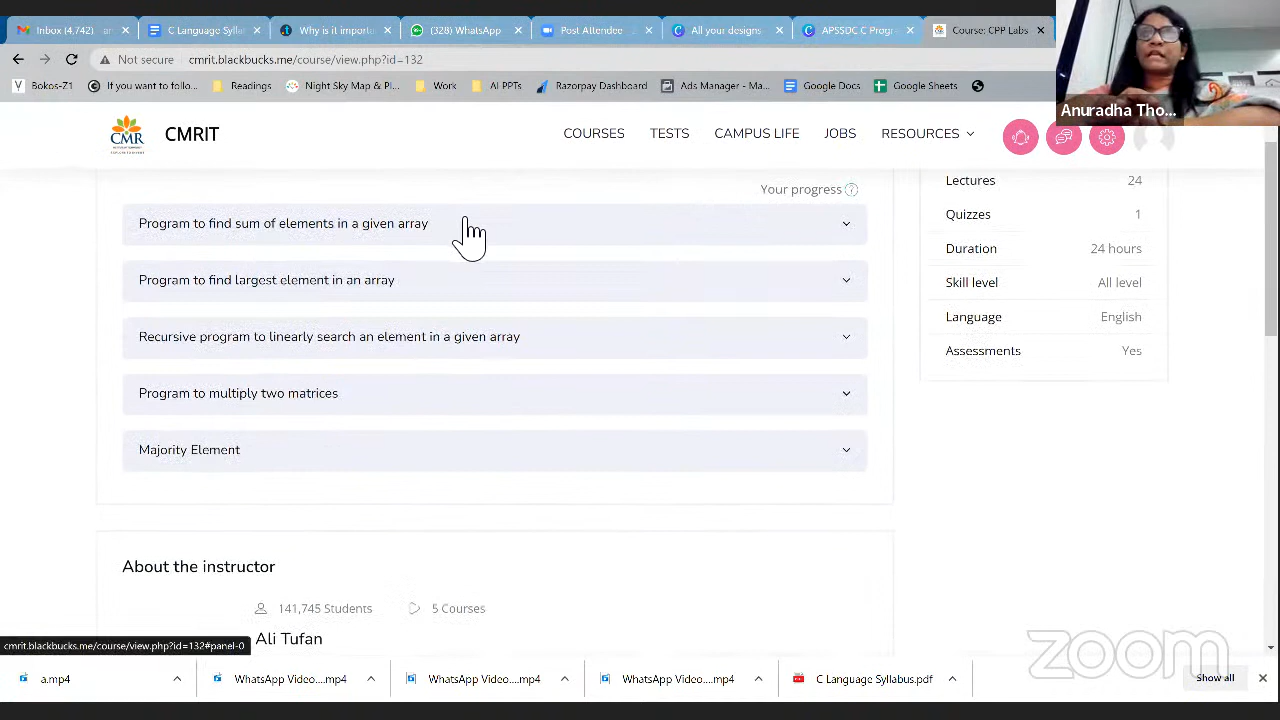 Inbox (4,742)
C Language Syll
Why is it import
(328) WhatsApp
Post Attendee
All your designs
APSSDC C Progr
Course: CPP Labs
Not secure
cmrit.blackbucks.me/course/view.php?id=132
Bokos-Z1
If you want to buildi...
Readings
Night Sky Map & Pl...
Work
Razorpay Dashboard
Ads Manager - Ma...
Google Docs
Google Sheets
Anuradha Tho...
CMR
CMRIT
COURSES
TESTS
CAMPUS LIFE
JOBS
RESOURCES
Your progress
Program to find sum of elements in a given array
Program to find largest element in an array
Recursive program to linearly search an element in a given array
Program to multiply two matrices
Majority Element
Lectures 24
Quizzes 1
Duration 24 hours
Skill level All level
Language English
Assessments Yes
About the instructor
141,745 Students
5 Courses
Ali Tufan
cmrit.blackbucks.me/course/view.php?id=132#panel-0
zoom
a.mp4
WhatsApp Video....mp4
WhatsApp Video....mp4
WhatsApp Video....mp4
C Language Syllabus.pdf
Show all